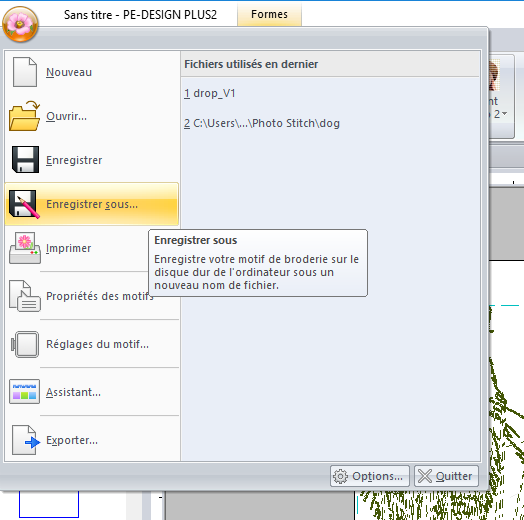 Sans titre - PE-DESIGN PLUS2
Formes
Nouveau
Ouvrir...
Enregistrer
Enregistrer sous...
Imprimer
Propriétés des motifs
Réglages du motif...
Assistant...
Exporter...
Fichiers utilisés en dernier
1 drop_V1
2 C:\Users\...\Photo Stitch\dog
Enregistrer sous
Enregistre votre motif de broderie sur le
disque dur de l'ordinateur sous un
nouveau nom de fichier.
Options...
Quitter
nt
2